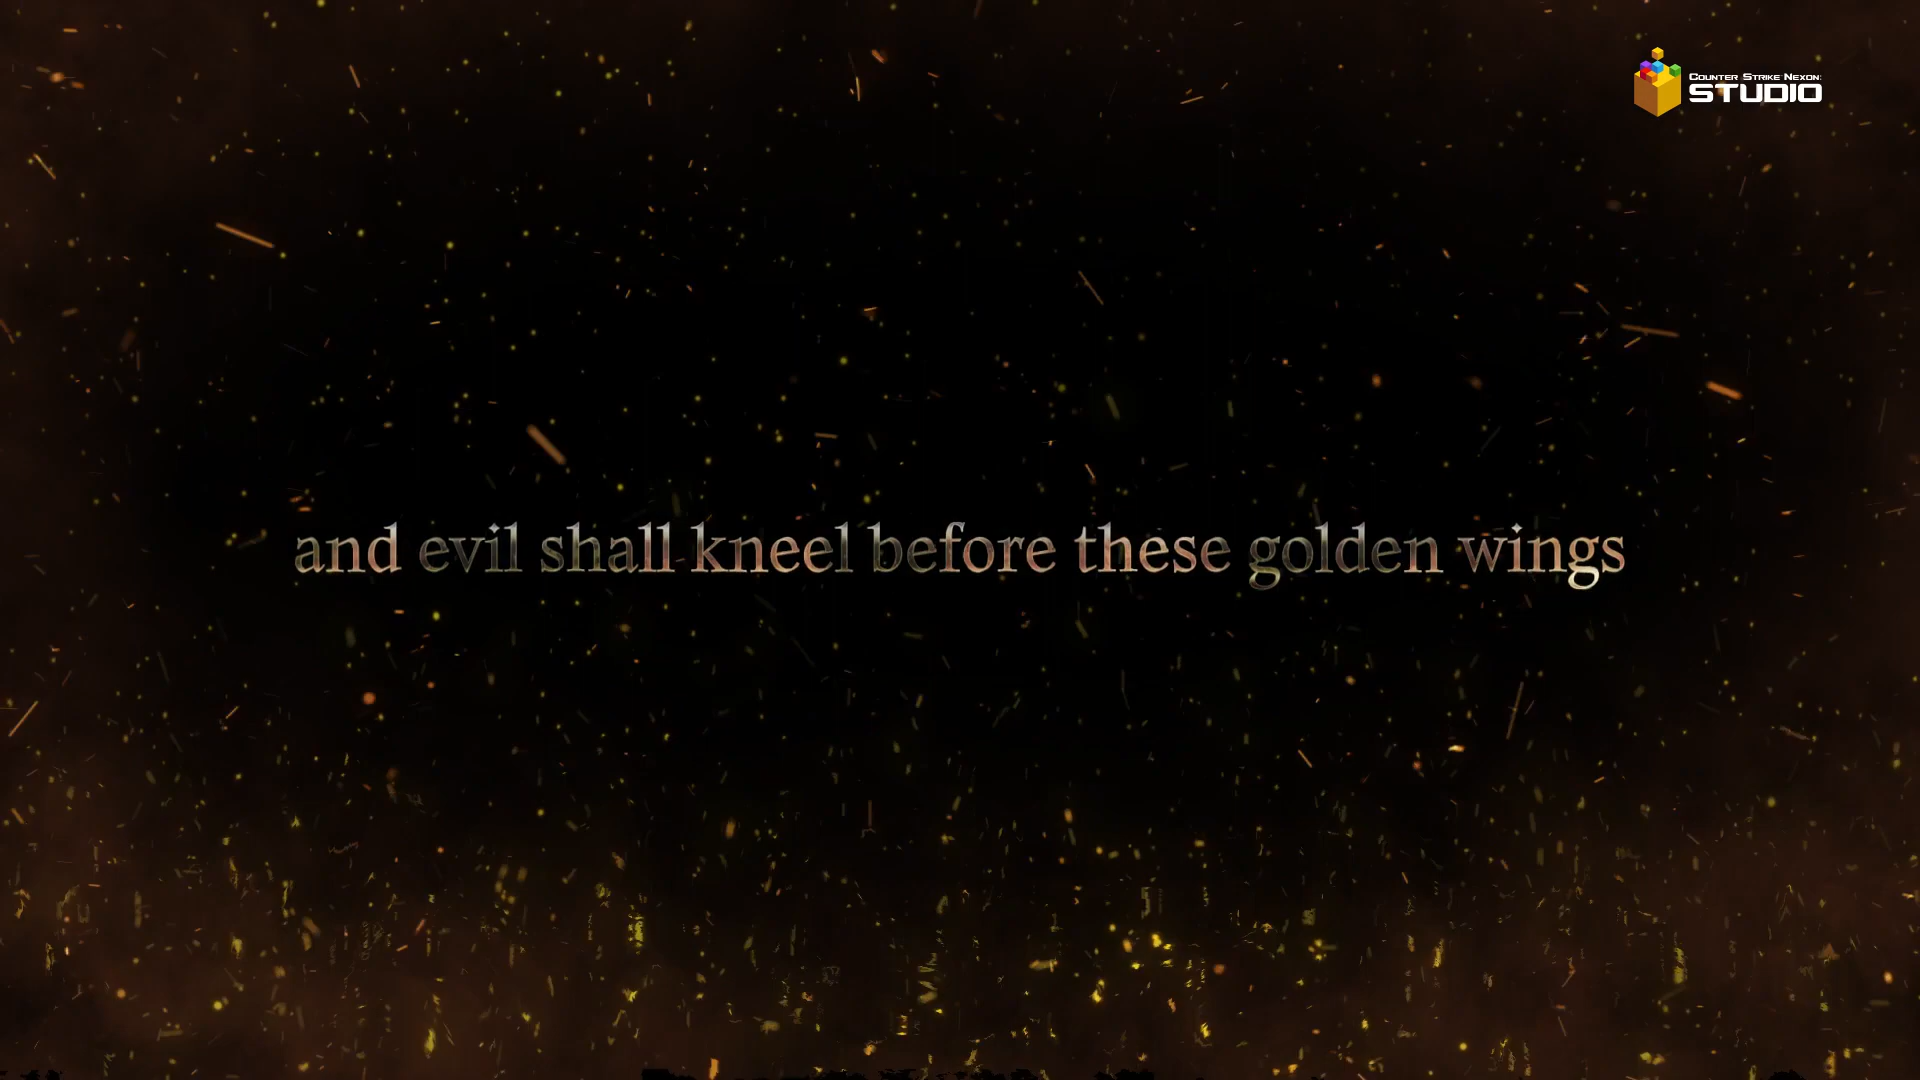 COUNTER STRIKE NEXON:
STUDIO
and evil shall kneel before these golden wings